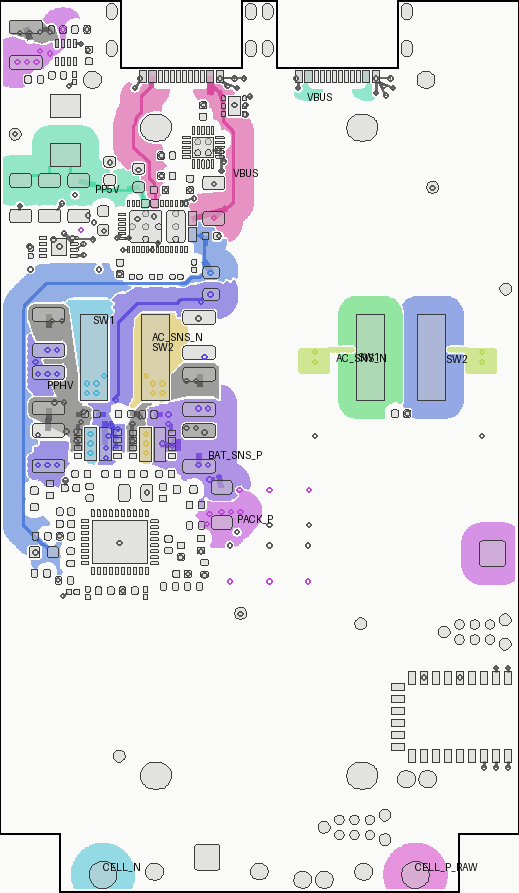 VBUS
VBUS
PP5V
SW1
AC_SNS_N
SW2
AC_SNS_N
SW2
PPHV
BAT_SNS_P
PACK_P
CELL_N
CELL_P_RAW